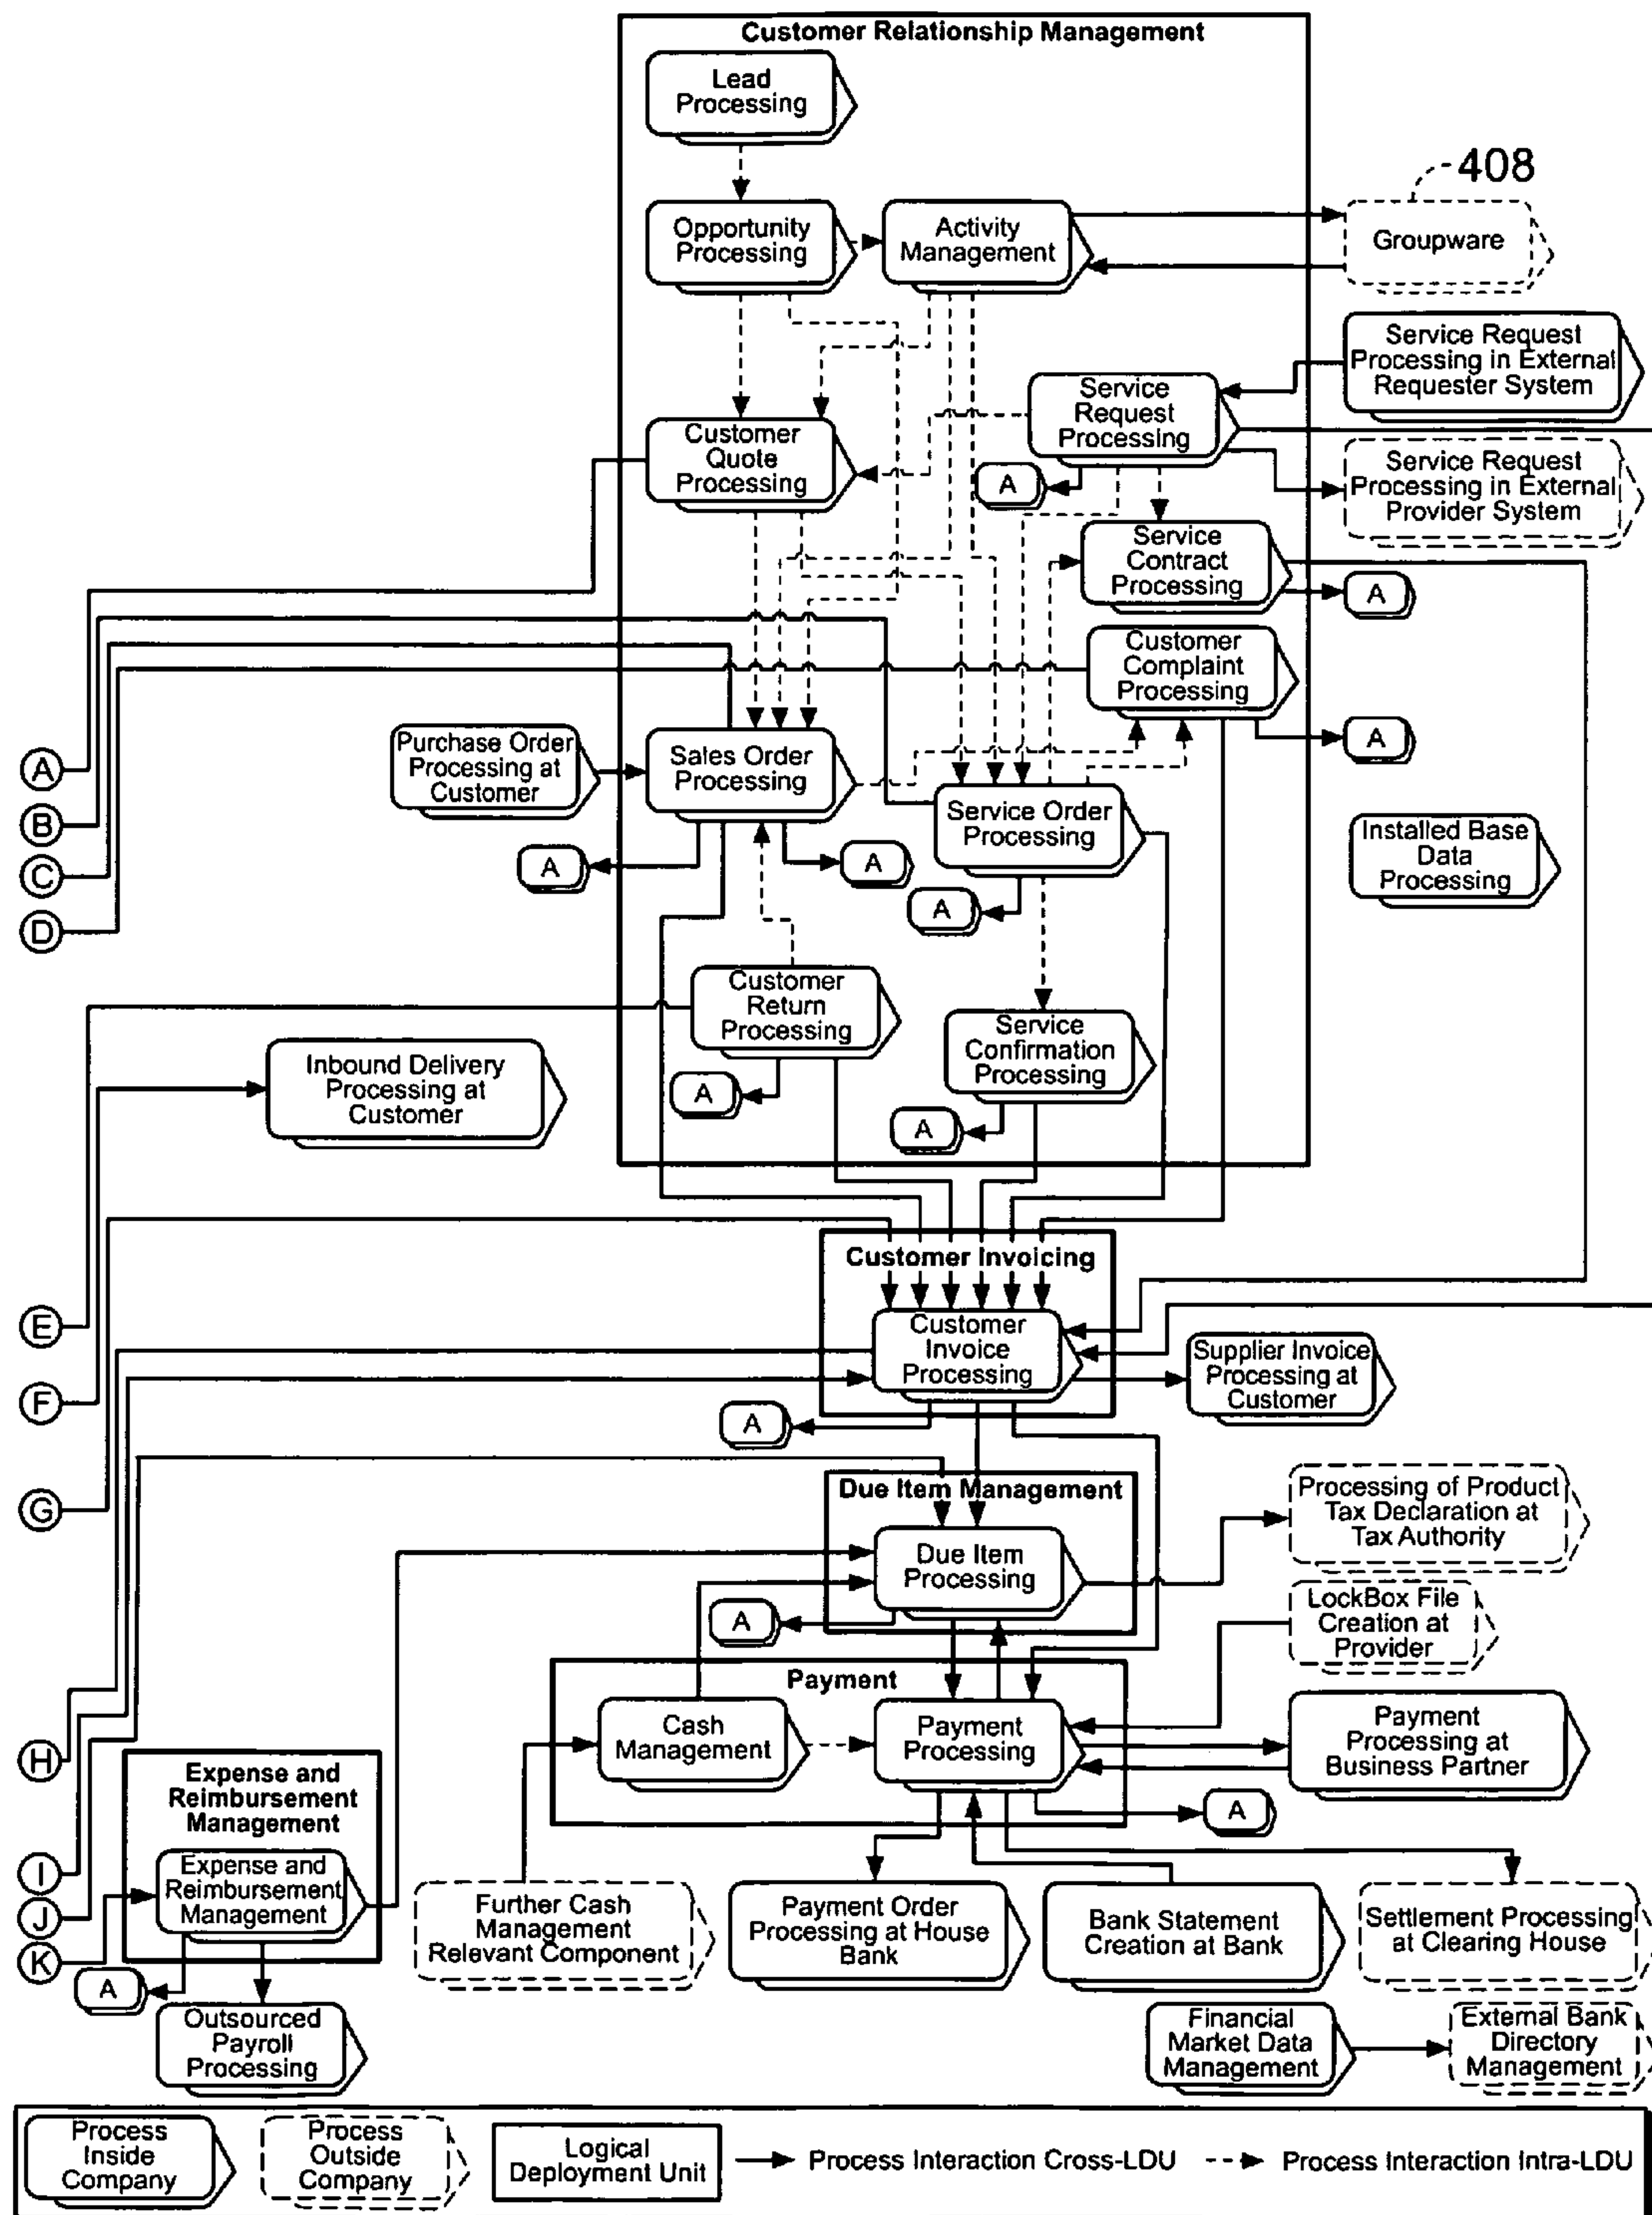 Customer Relationship Management
Lead
Processing
408
Opportunity
Processing
Activity
Management
Groupware
Service Request
Processing in External
Requester System
Service
Request
Processing
Customer
Quote
Processing
A
Service Request
Processing in External
Provider System
Service
Contract
Processing
A
Customer
Complaint
Processing
A
Purchase Order
Processing at
Customer
Sales Order
Processing
Service Order
Processing
A
B
C
D
Installed Base
Data
Processing
A
A
A
Customer
Return
Processing
Service
Confirmation
Processing
Inbound Delivery
Processing at
Customer
A
A
Customer Invoicing
E
F
G
Customer
Invoice
Processing
Supplier Invoice
Processing at
Customer
A
Due Item Management
Due Item
Processing
Processing of Product
Tax Declaration at
Tax Authority
A
LockBox File
Creation at
Provider
Payment
Cash
Management
Payment
Processing
Payment
Processing at
Business Partner
A
H
I
J
K
Expense and
Reimbursement
Management
Expense and
Reimbursement
Management
A
Outsourced
Payroll
Processing
Further Cash
Management
Relevant Component
Payment Order
Processing at House
Bank
Bank Statement
Creation at Bank
Settlement Processing
at Clearing House
Financial
Market Data
Management
External Bank
Directory
Management
Process
Inside
Company
Process
Outside
Company
Logical
Deployment Unit
Process Interaction Cross-LDU
Process Interaction Intra-LDU